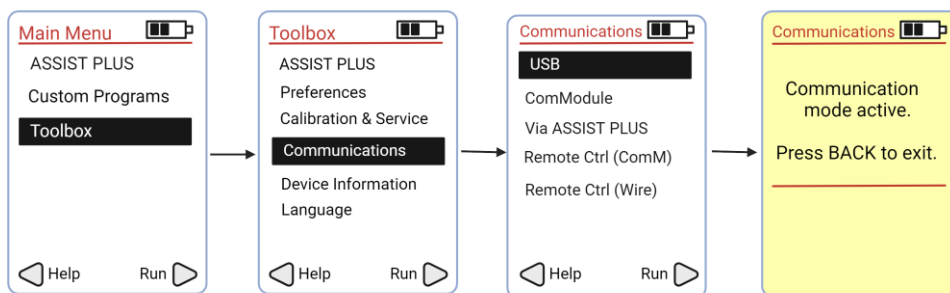 Main Menu
ASSIST PLUS
Custom Programs
Toolbox
Help
Run
Toolbox
ASSIST PLUS
Preferences
Calibration & Service
Communications
Device Information
Language
Help
Run
Communications
USB
ComModule
Via ASSIST PLUS
Remote Ctrl (ComM)
Remote Ctrl (Wire)
Help
Run
Communications
Communication
mode active.
Press BACK to exit.